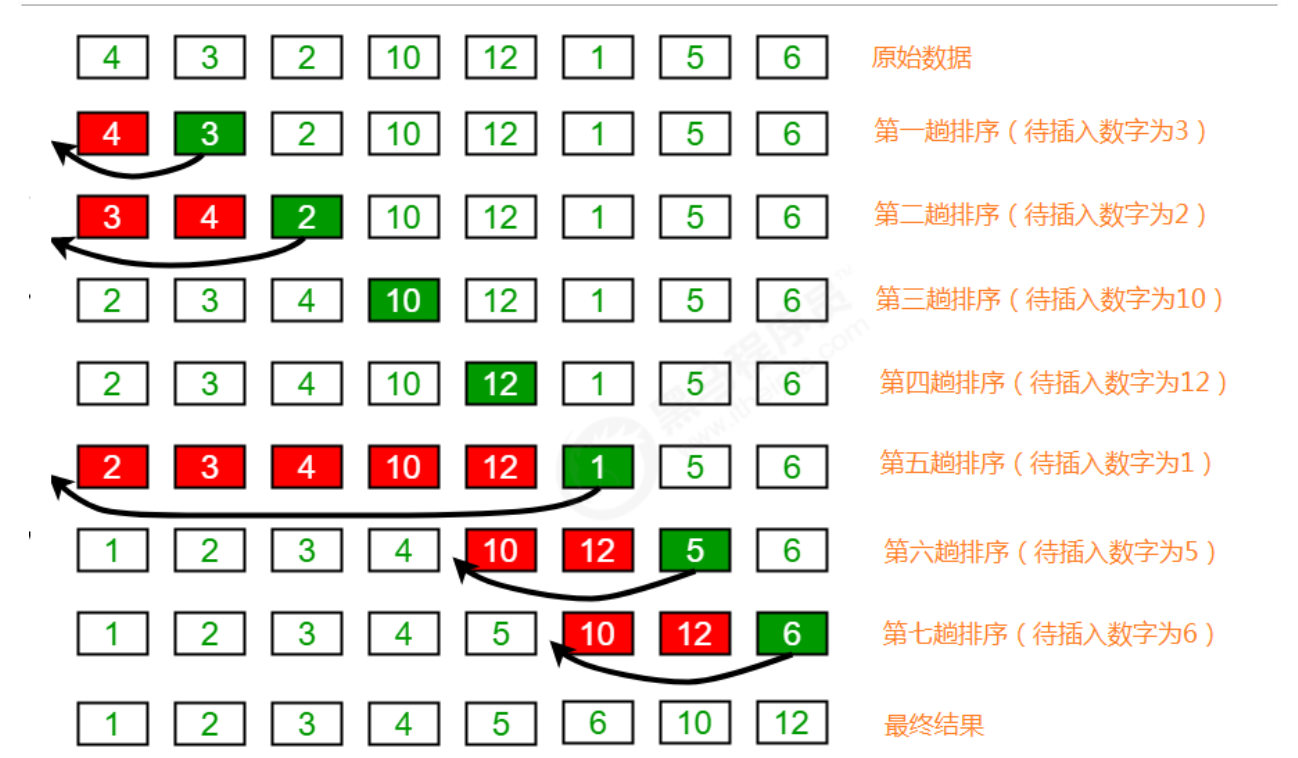 4 3 2 10 12 1 5 6 原始数据
4 3 2 10 12 1 5 6 第一趟排序（待插入数字为3）
3 4 2 10 12 1 5 6 第二趟排序（待插入数字为2）
2 3 4 10 12 1 5 6 第三趟排序（待插入数字为10）
2 3 4 10 12 1 5 6 第四趟排序（待插入数字为12）
2 3 4 10 12 1 5 6 第五趟排序（待插入数字为1）
1 2 3 4 10 12 5 6 第六趟排序（待插入数字为5）
1 2 3 4 5 10 12 6 第七趟排序（待插入数字为6）
1 2 3 4 5 6 10 12 最终结果
黑马程序员